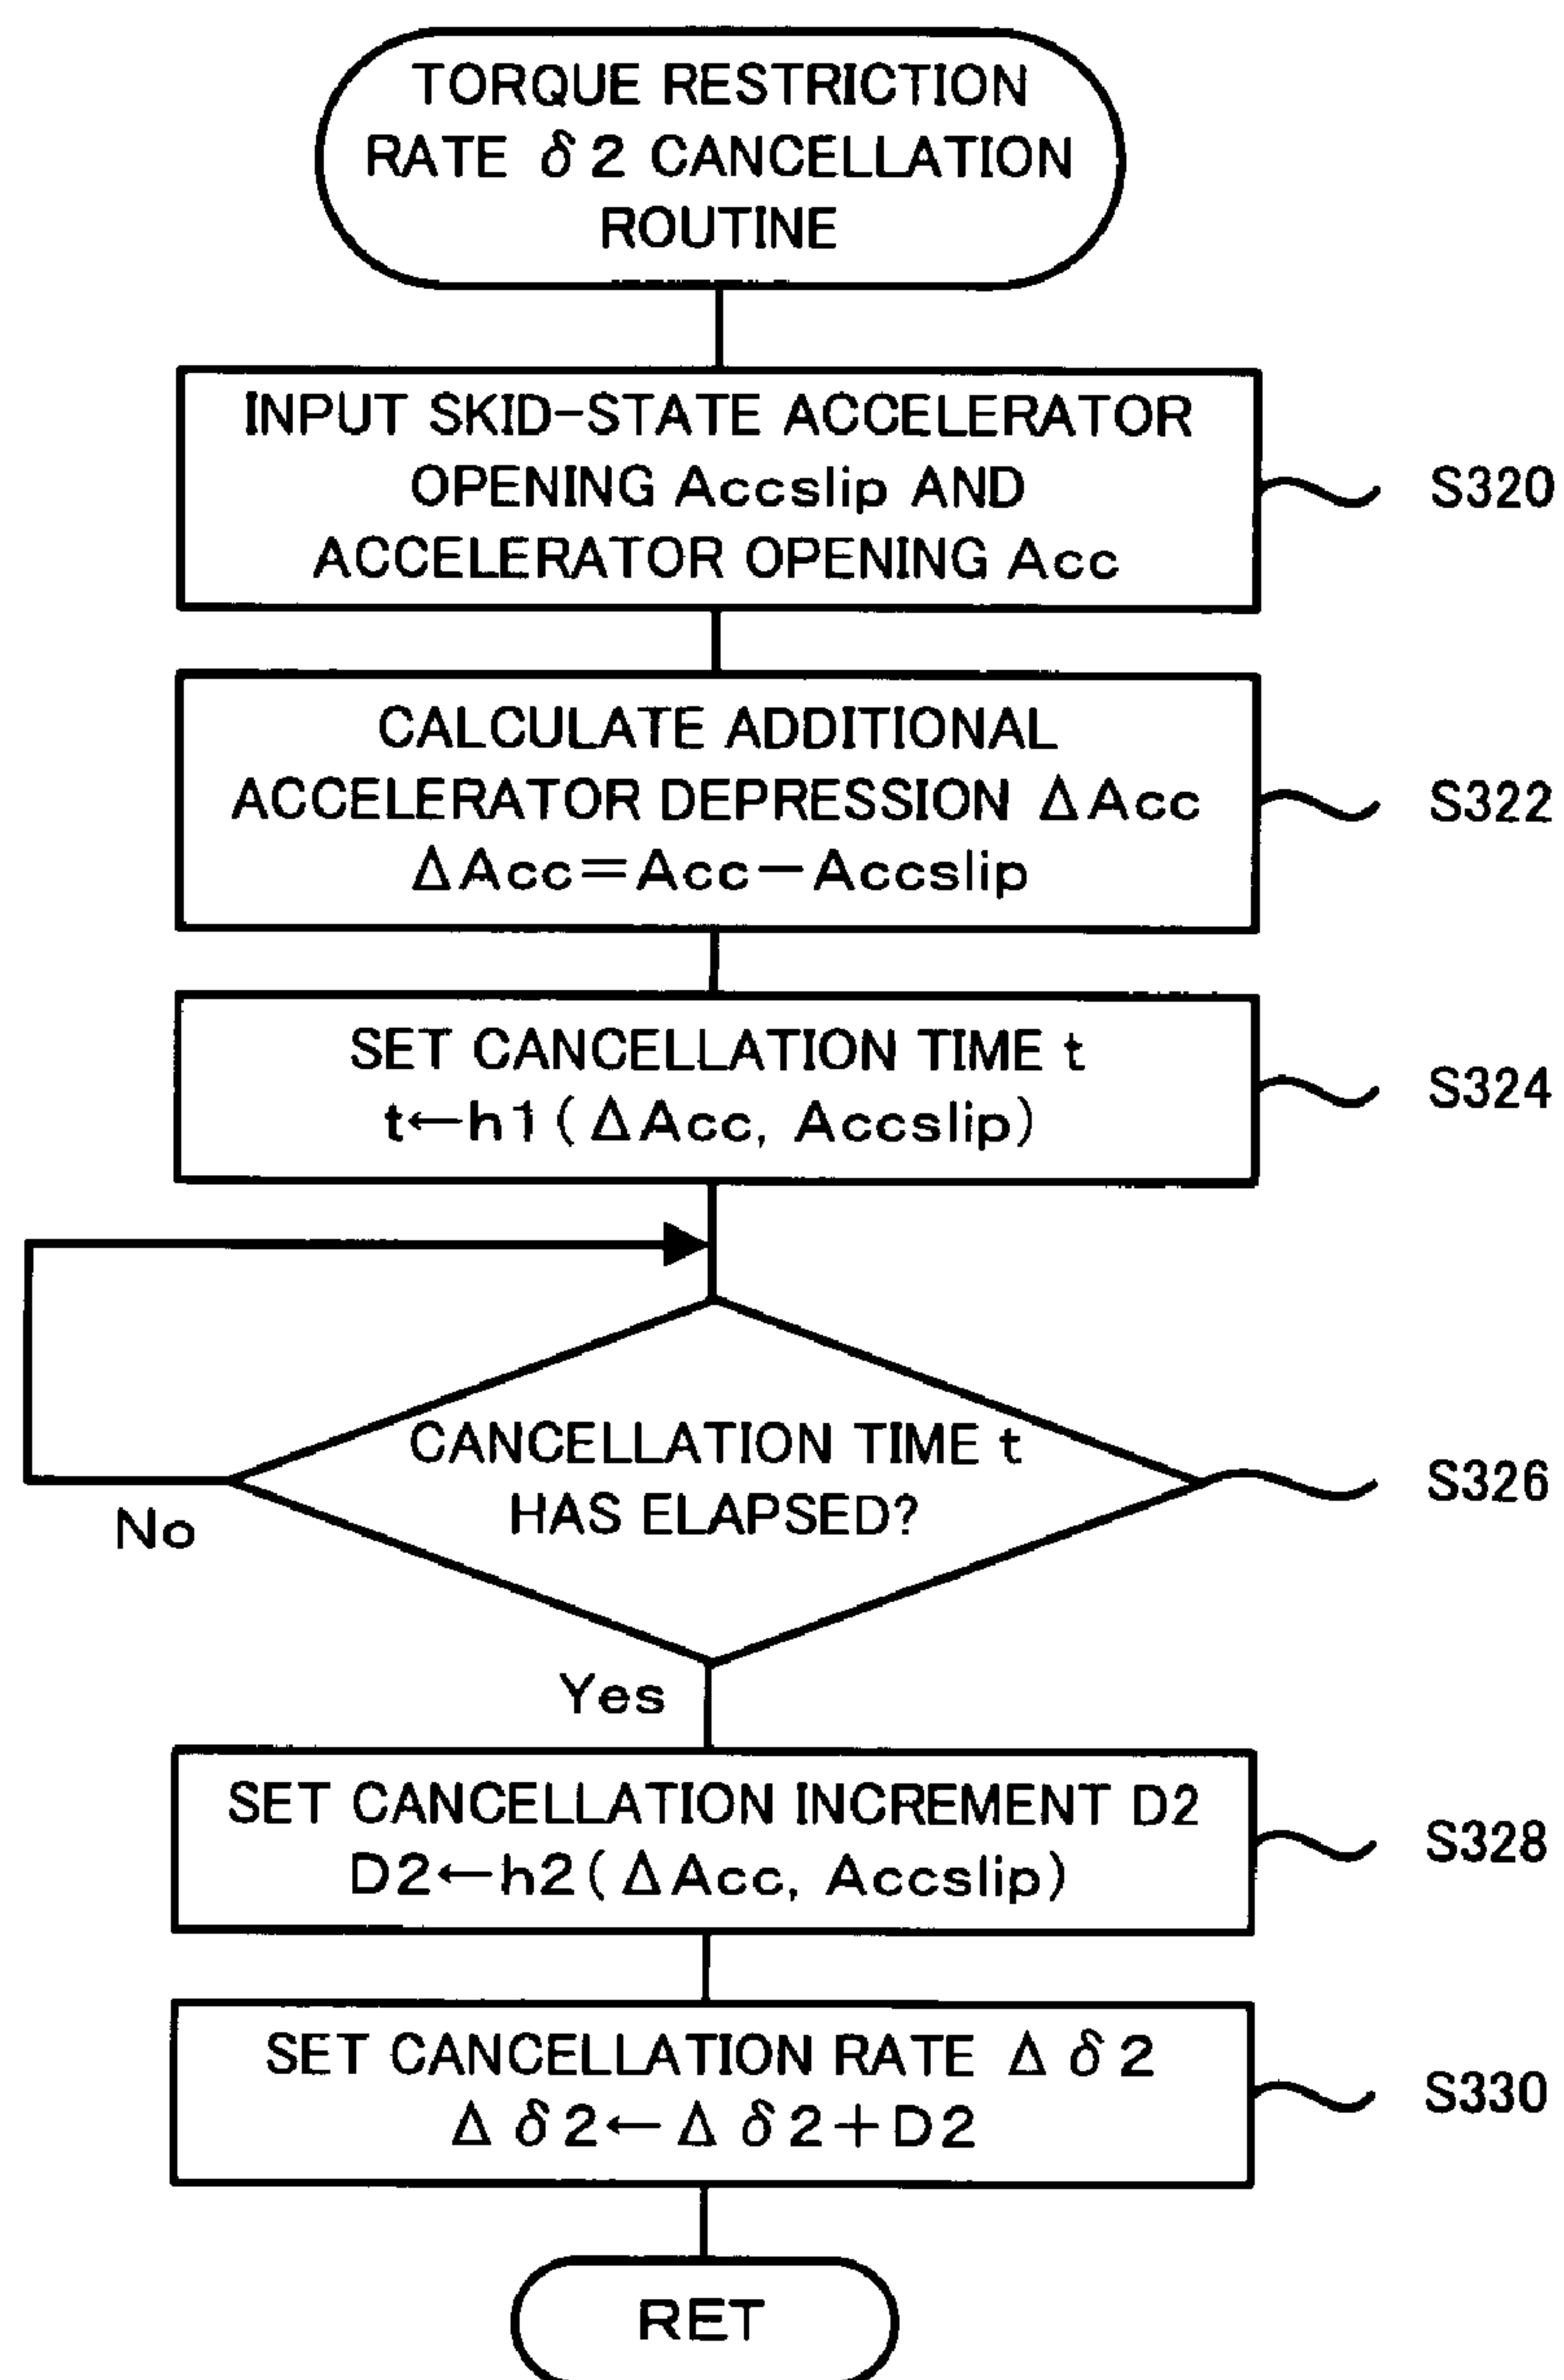 TORQUE RESTRICTION
RATE δ2 CANCELLATION
ROUTINE
INPUT SKID-STATE ACCELERATOR
OPENING Accslip AND
ACCELERATOR OPENING Acc
S320
CALCULATE ADDITIONAL
ACCELERATOR DEPRESSION ΔAcc
ΔAcc=Acc-Accslip
S322
SET CANCELLATION TIME t
t←h1(ΔAcc, Accslip)
S324
CANCELLATION TIME t
HAS ELAPSED?
S326
No
Yes
SET CANCELLATION INCREMENT D2
D2←h2(ΔAcc, Accslip)
S328
SET CANCELLATION RATE Δδ2
Δδ2←Δδ2+D2
S330
RET